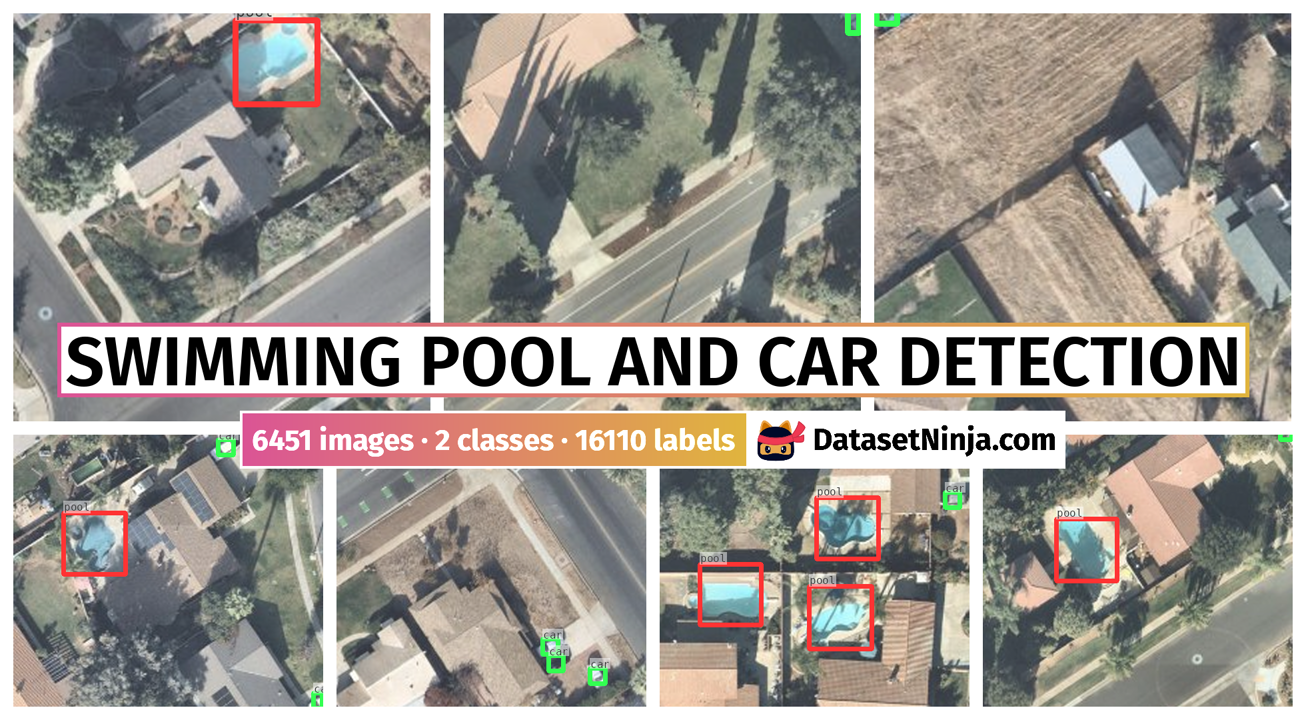 pool
SWIMMING POOL AND CAR DETECTION
6451 images · 2 classes · 16110 labels
DatasetNinja.com
car
pool
car
car
car
pool
car
pool
pool
pool